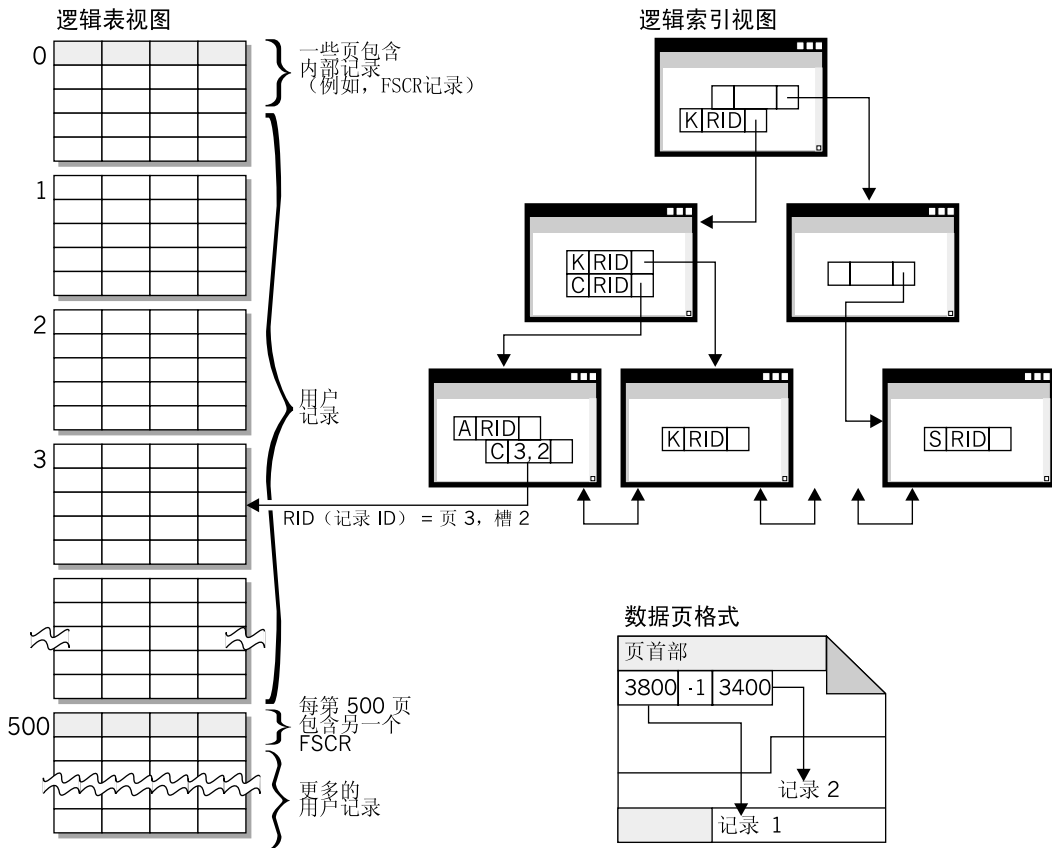 逻辑表视图
0
一些页包含
内部记录
（例如，FSCR记录）
1
2
用户
记录
3
RID（记录 ID） = 页 3，槽 2
500
每第 500 页
包含另一个
FSCR
更多的
用户记录
逻辑索引视图
K RID
K RID
C RID
A RID
C 3, 2
K RID
S RID
数据页格式
页首部
3800 -1 3400
记录 2
记录 1